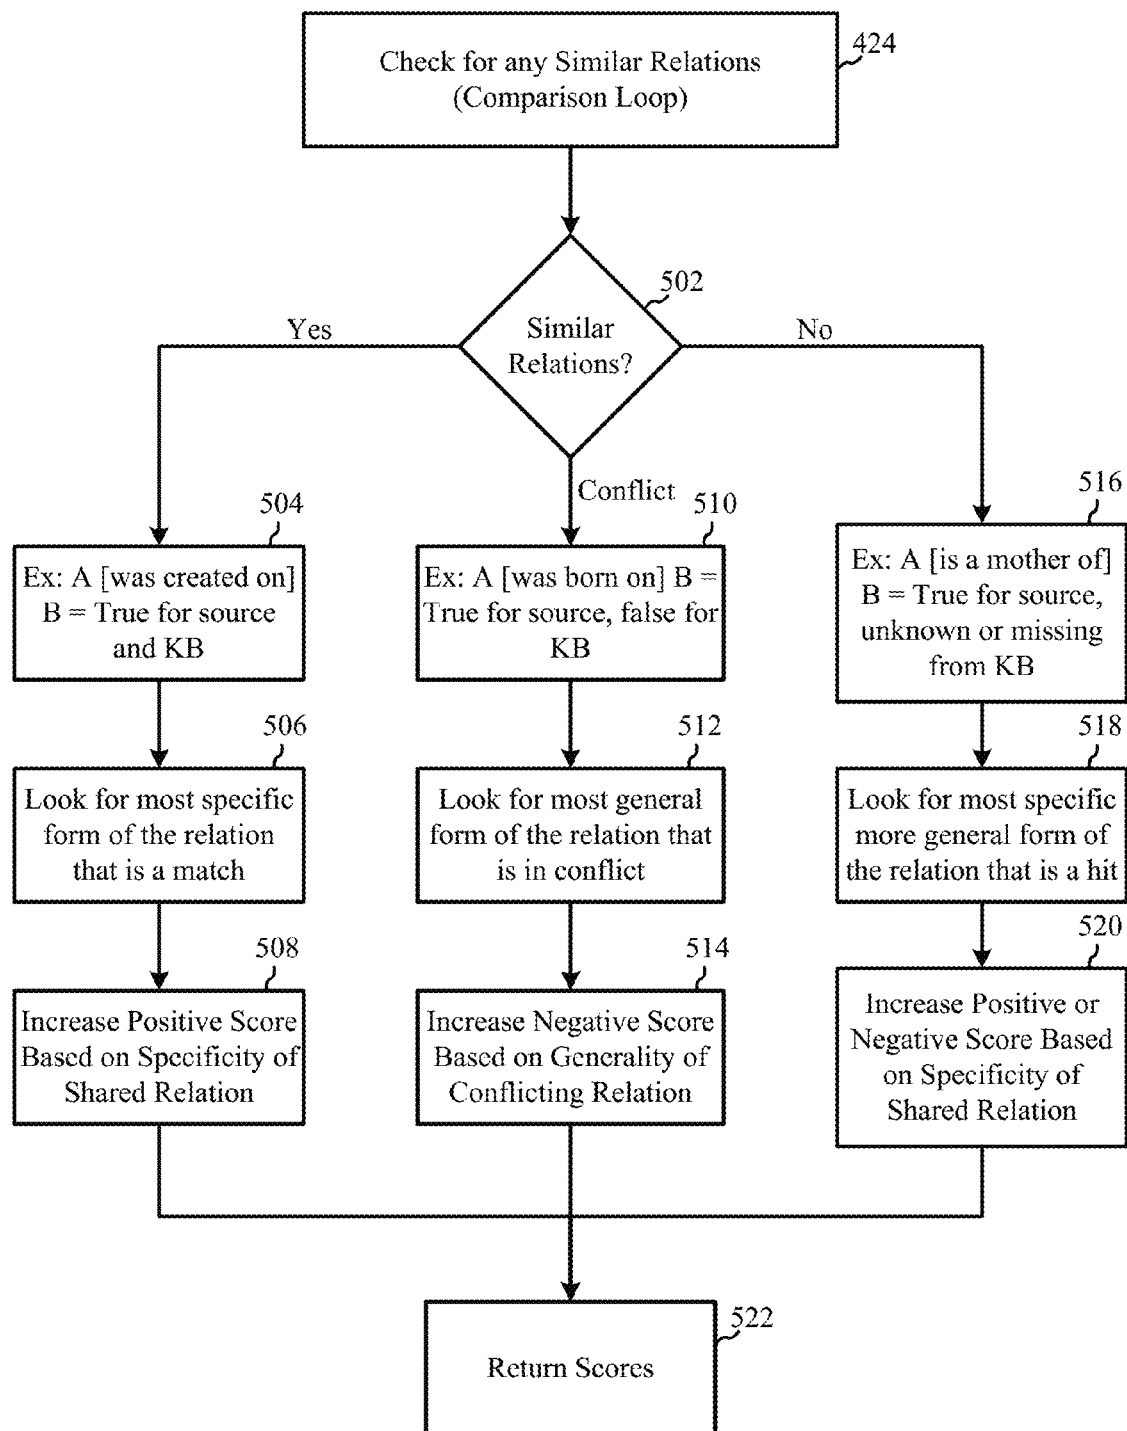 Check for any Similar Relations
(Comparison Loop)
424
502
Similar
Relations?
Yes
No
Conflict
504
Ex: A [was created on]
B = True for source
and KB
510
Ex: A [was born on] B =
True for source, false for
KB
516
Ex: A [is a mother of]
B = True for source,
unknown or missing
from KB
506
Look for most specific
form of the relation
that is a match
512
Look for most general
form of the relation that
is in conflict
518
Look for most specific
more general form of
the relation that is a hit
508
Increase Positive Score
Based on Specificity of
Shared Relation
514
Increase Negative Score
Based on Generality of
Conflicting Relation
520
Increase Positive or
Negative Score Based
on Specificity of
Shared Relation
522
Return Scores